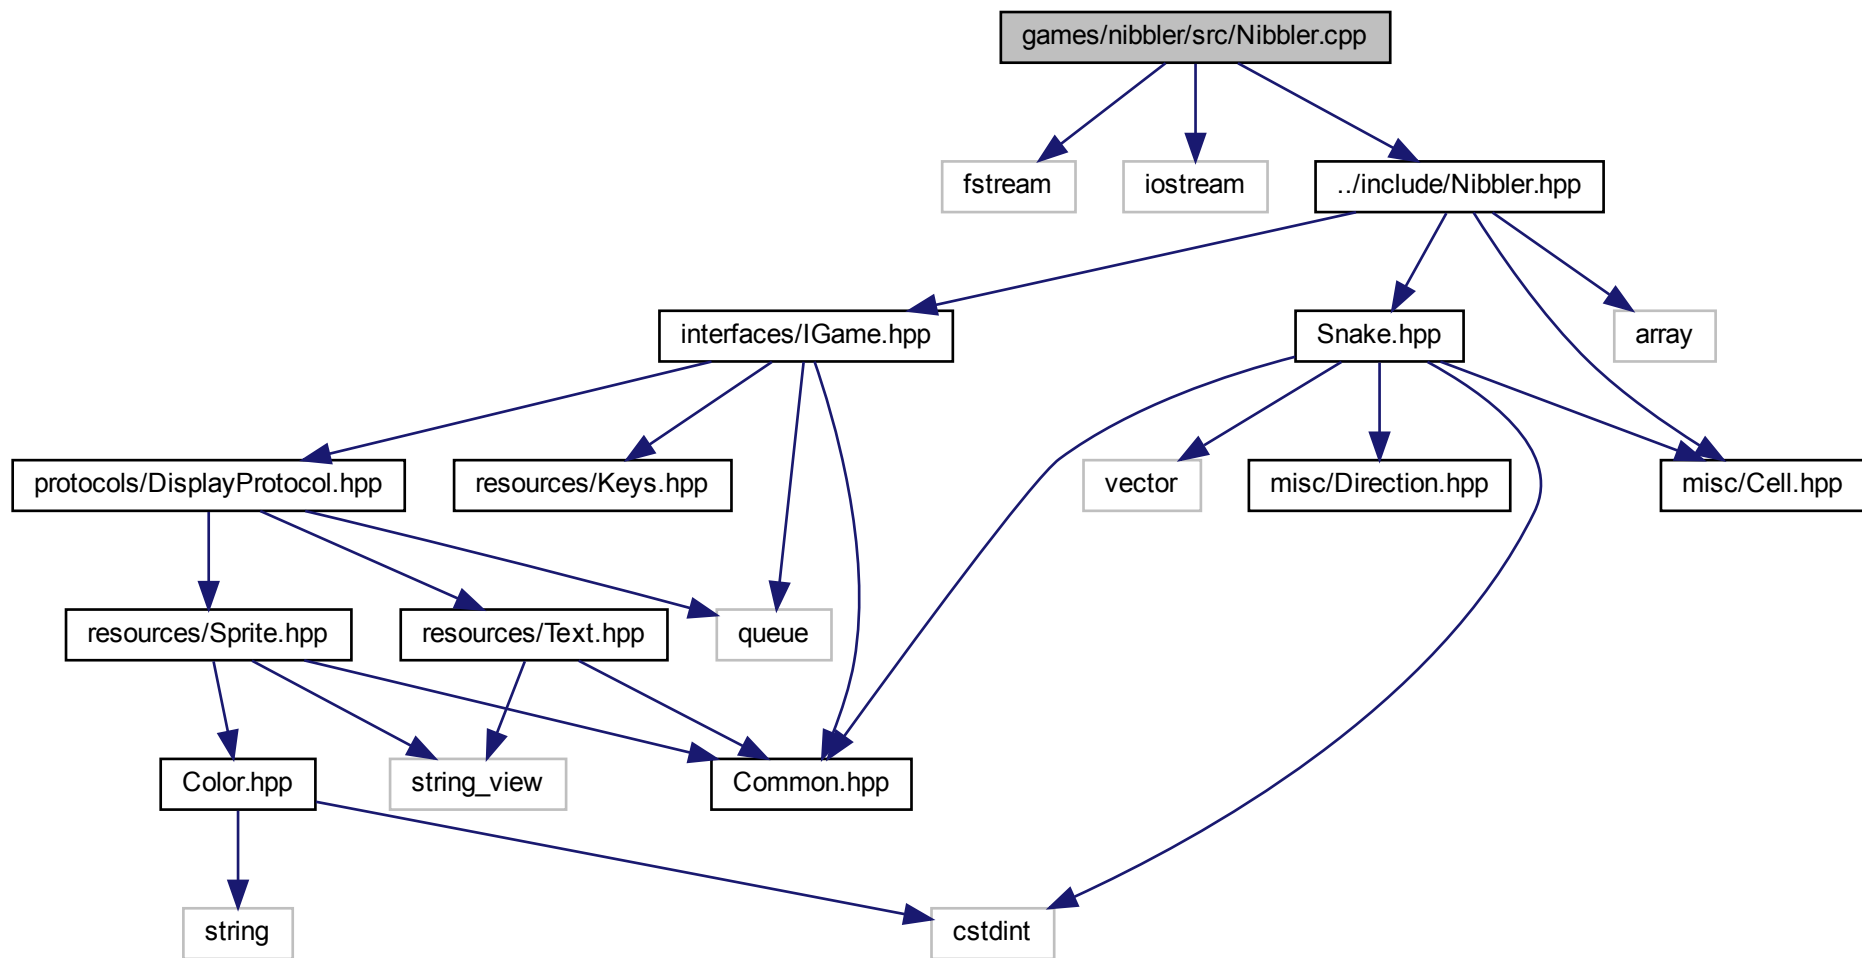 games/nibbler/src/Nibbler.cpp
fstream
iostream
../include/Nibbler.hpp
interfaces/IGame.hpp
Snake.hpp
array
protocols/DisplayProtocol.hpp
resources/Keys.hpp
vector
misc/Direction.hpp
misc/Cell.hpp
resources/Sprite.hpp
resources/Text.hpp
queue
Color.hpp
string_view
Common.hpp
string
cstdint